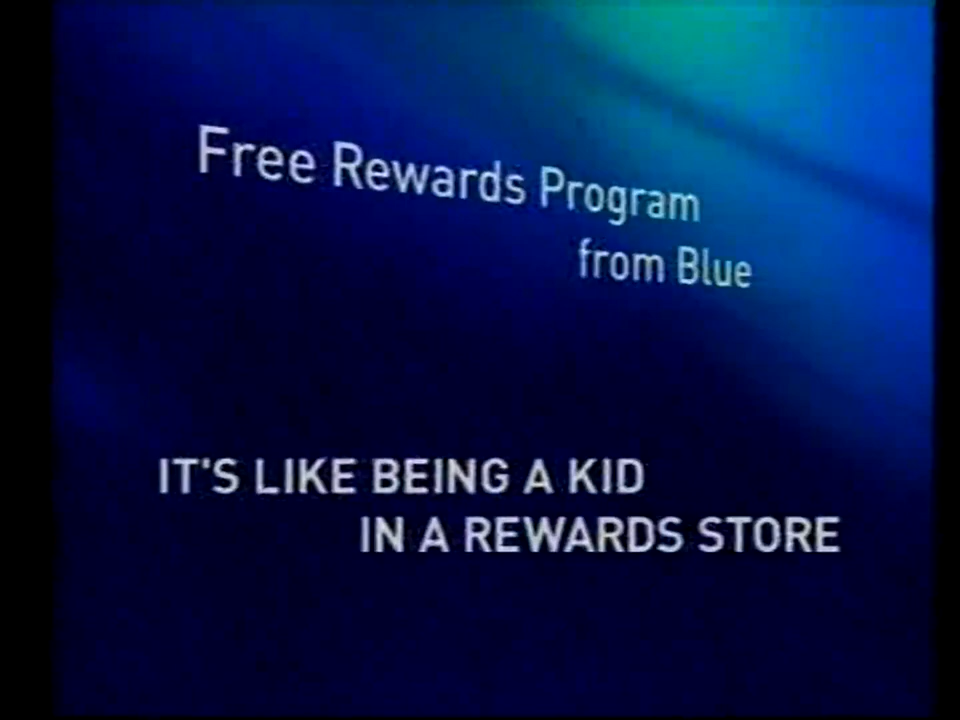 Free Rewards Program
from Blue
IT'S LIKE BEING A KID
IN A REWARDS STORE